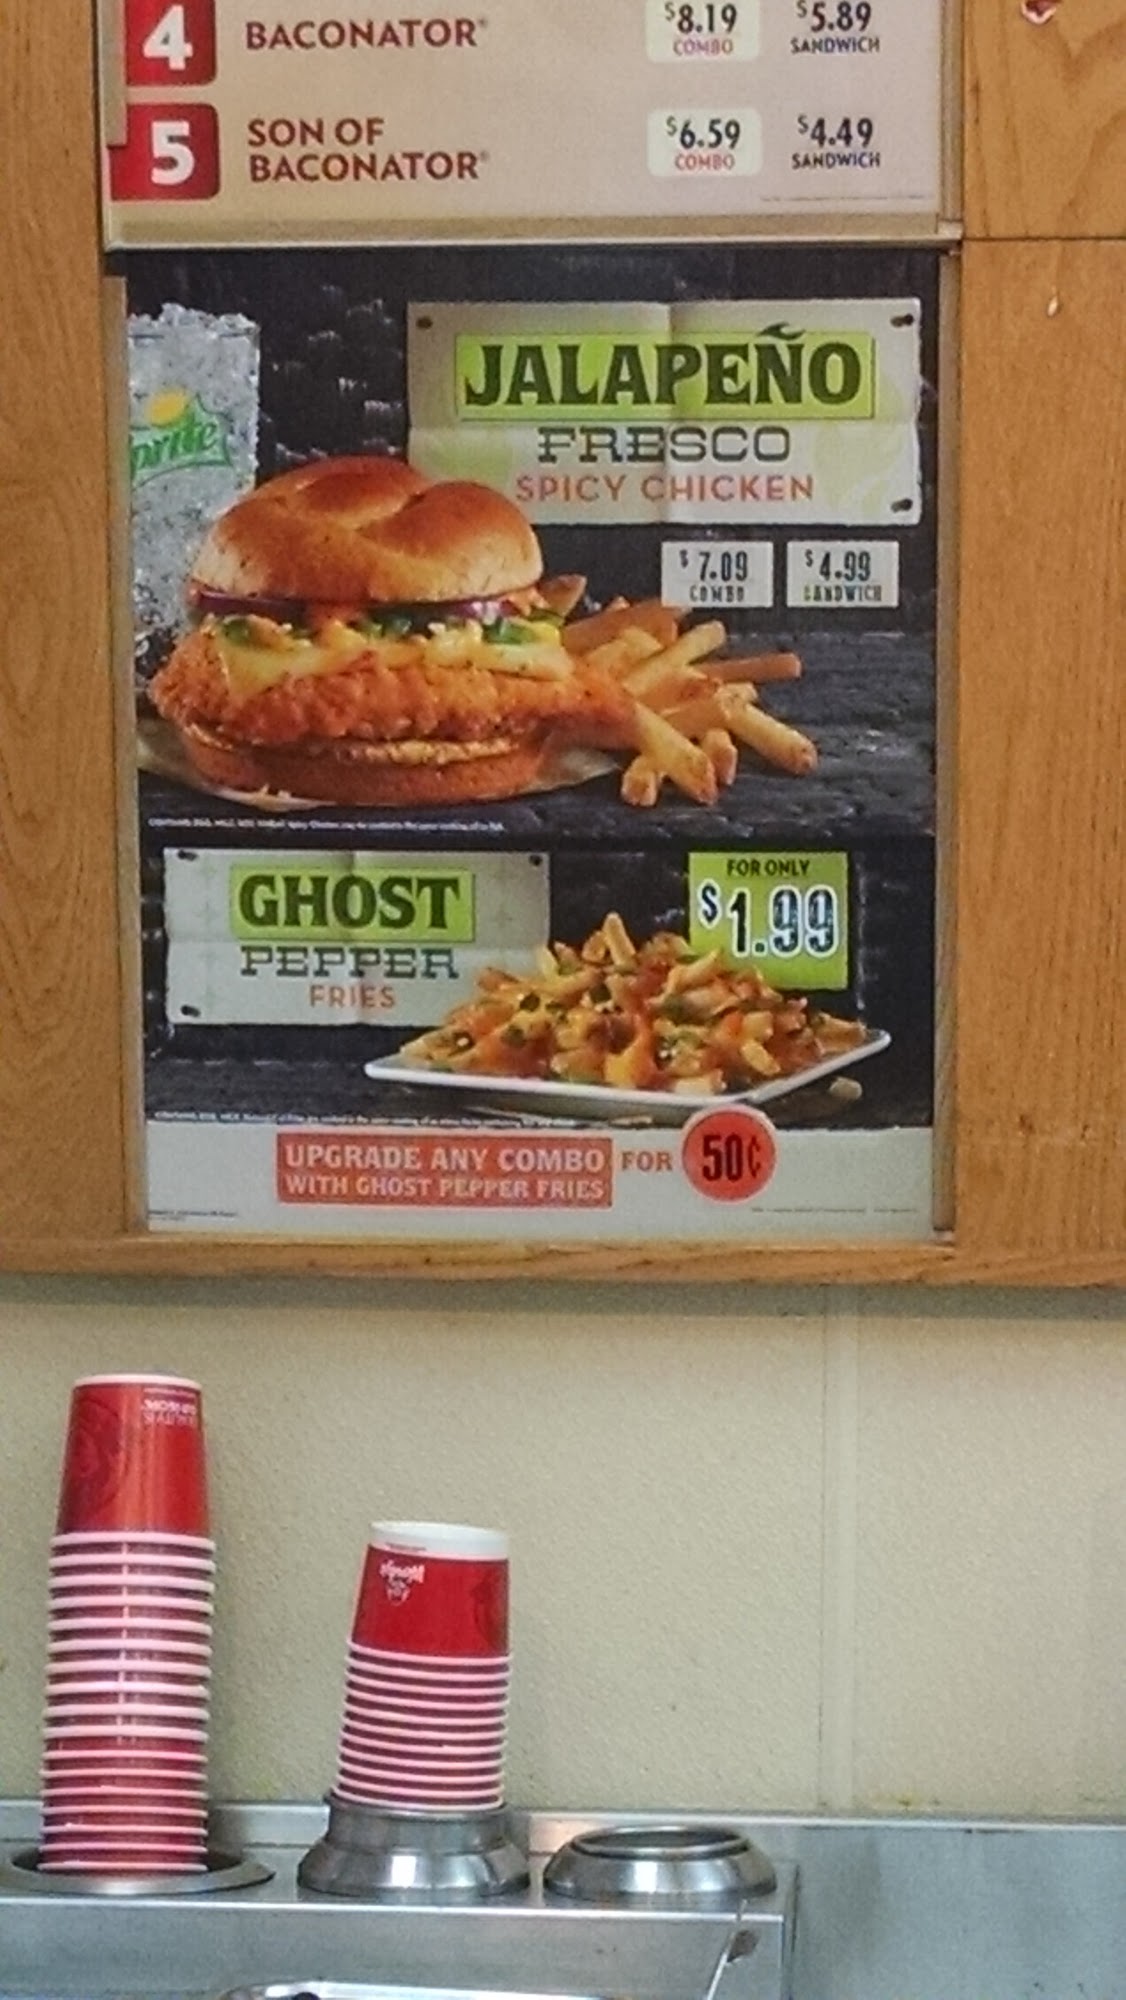 4 BACONATOR® $8.19 $5.89
COMBO SANDWICH
5 SON OF BACONATOR® $6.59 $4.49
COMBO SANDWICH
Sprite
JALAPEÑO
FRESCO
SPICY CHICKEN
$7.09 $4.99
COMBO SANDWICH
GHOST
PEPPER
FRIES
FOR ONLY
$1.99
UPGRADE ANY COMBO
WITH GHOST PEPPER FRIES
FOR 50¢